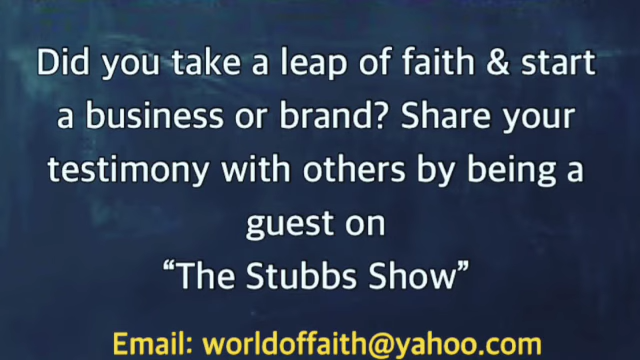 Did you take a leap of faith & start
a business or brand? Share your
testimony with others by being a
guest on
“The Stubbs Show”
Email: worldoffaith@yahoo.com